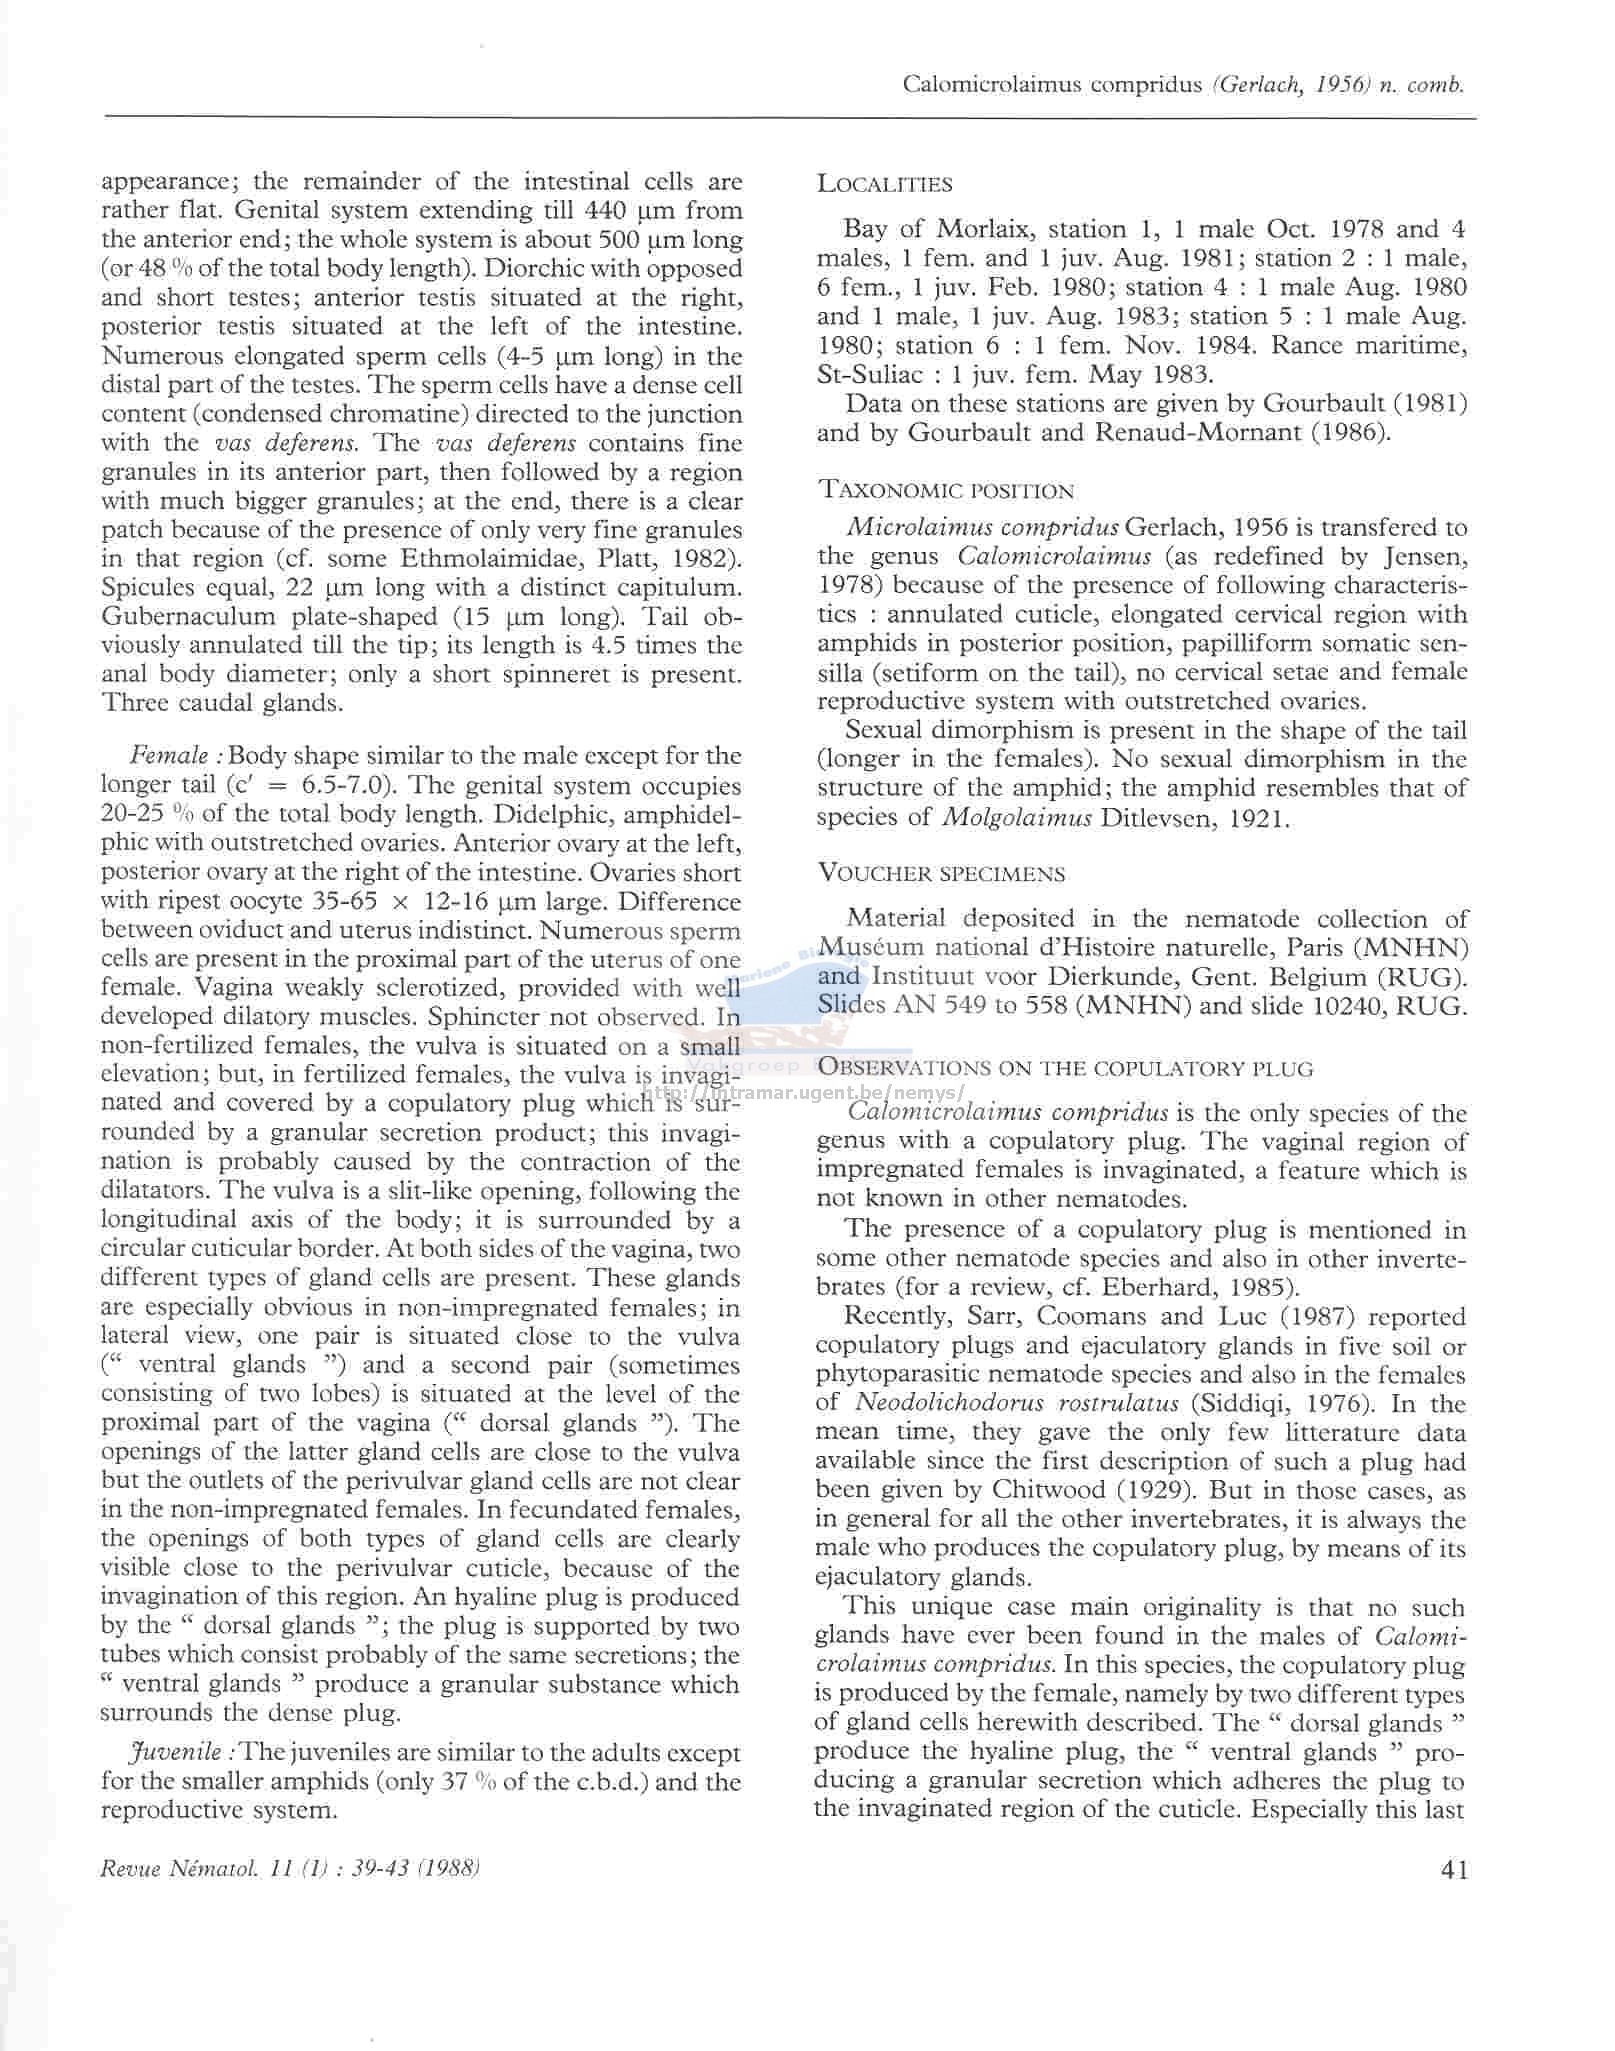 Calomicrolaimus compridus (Gerlach, 1956) n. comb.
appearance; the remainder of the intestinal cells are
rather flat. Genital system extending till 440 µm from
the anterior end; the whole system is about 500 µm long
(or 48 % of the total body length). Diorchic with opposed
and short testes; anterior testis situated at the right,
posterior testis situated at the left of the intestine.
Numerous elongated sperm cells (4-5 µm long) in the
distal part of the testes. The sperm cells have a dense cell
content (condensed chromatine) directed to the junction
with the vas deferens. The vas deferens contains fine
granules in its anterior part, then followed by a region
with much bigger granules; at the end, there is a clear
patch because of the presence of only very fine granules
in that region (cf. some Ethmolaimidae, Platt, 1982).
Spicules equal, 22 µm long with a distinct capitulum.
Gubernaculum plate-shaped (15 µm long). Tail ob-
viously annulated till the tip; its length is 4.5 times the
anal body diameter; only a short spinneret is present.
Three caudal glands.
Female : Body shape similar to the male except for the
longer tail (c' = 6.5-7.0). The genital system occupies
20-25 % of the total body length. Didelphic, amphidel-
phic with outstretched ovaries. Anterior ovary at the left,
posterior ovary at the right of the intestine. Ovaries short
with ripest oocyte 35-65 × 12-16 µm large. Difference
between oviduct and uterus indistinct. Numerous sperm
cells are present in the proximal part of the uterus of one
female. Vagina weakly sclerotized, provided with well
developed dilatory muscles. Sphincter not observed. In
non-fertilized females, the vulva is situated on a small
elevation; but, in fertilized females, the vulva is invagi-
nated and covered by a copulatory plug which is sur-
rounded by a granular secretion product; this invagi-
nation is probably caused by the contraction of the
dilatators. The vulva is a slit-like opening, following the
longitudinal axis of the body; it is surrounded by a
circular cuticular border. At both sides of the vagina, two
different types of gland cells are present. These glands
are especially obvious in non-impregnated females; in
lateral view, one pair is situated close to the vulva
(“ ventral glands ”) and a second pair (sometimes
consisting of two lobes) is situated at the level of the
proximal part of the vagina (“ dorsal glands ”). The
openings of the latter gland cells are close to the vulva
but the outlets of the perivulvar gland cells are not clear
in the non-impregnated females. In fecundated females,
the openings of both types of gland cells are clearly
visible close to the perivulvar cuticle, because of the
invagination of this region. An hyaline plug is produced
by the “ dorsal glands ”; the plug is supported by two
tubes which consist probably of the same secretions; the
“ ventral glands ” produce a granular substance which
surrounds the dense plug.
Juvenile : The juveniles are similar to the adults except
for the smaller amphids (only 37 % of the c.b.d.) and the
reproductive system.
LOCALITIES
Bay of Morlaix, station 1, 1 male Oct. 1978 and 4
males, 1 fem. and 1 juv. Aug. 1981; station 2 : 1 male,
6 fem., 1 juv. Feb. 1980; station 4 : 1 male Aug. 1980
and 1 male, 1 juv. Aug. 1983; station 5 : 1 male Aug.
1980; station 6 : 1 fem. Nov. 1984. Rance maritime,
St-Suliac : 1 juv. fem. May 1983.
Data on these stations are given by Gourbault (1981)
and by Gourbault and Renaud-Mornant (1986).
TAXONOMIC POSITION
Microlaimus compridus Gerlach, 1956 is transfered to
the genus Calomicrolaimus (as redefined by Jensen,
1978) because of the presence of following characteris-
tics : annulated cuticle, elongated cervical region with
amphids in posterior position, papilliform somatic sen-
silla (setiform on the tail), no cervical setae and female
reproductive system with outstretched ovaries.
Sexual dimorphism is present in the shape of the tail
(longer in the females). No sexual dimorphism in the
structure of the amphid; the amphid resembles that of
species of Molgolaimus Ditlevsen, 1921.
VOUCHER SPECIMENS
Material deposited in the nematode collection of
Muséum national d'Histoire naturelle, Paris (MNHN)
and Instituut voor Dierkunde, Gent. Belgium (RUG).
Slides AN 549 to 558 (MNHN) and slide 10240, RUG.
OBSERVATIONS ON THE COPULATORY PLUG
Calomicrolaimus compridus is the only species of the
genus with a copulatory plug. The vaginal region of
impregnated females is invaginated, a feature which is
not known in other nematodes.
The presence of a copulatory plug is mentioned in
some other nematode species and also in other inverte-
brates (for a review, cf. Eberhard, 1985).
Recently, Sarr, Coomans and Luc (1987) reported
copulatory plugs and ejaculatory glands in five soil or
phytoparasitic nematode species and also in the females
of Neodolichodorus rostrulatus (Siddiqi, 1976). In the
mean time, they gave the only few litterature data
available since the first description of such a plug had
been given by Chitwood (1929). But in those cases, as
in general for all the other invertebrates, it is always the
male who produces the copulatory plug, by means of its
ejaculatory glands.
This unique case main originality is that no such
glands have ever been found in the males of Calomi-
crolaimus compridus. In this species, the copulatory plug
is produced by the female, namely by two different types
of gland cells herewith described. The “ dorsal glands ”
produce the hyaline plug, the “ ventral glands ” pro-
ducing a granular secretion which adheres the plug to
the invaginated region of the cuticle. Especially this last
Mariene Biologie
Vakgroep
http://intramar.ugent.be/nemys/
Revue Nématol. 11 (1) : 39-43 (1988)
41